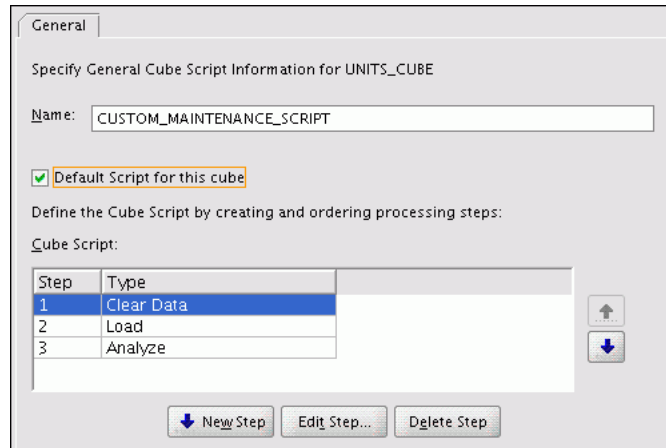 General
Specify General Cube Script Information for UNITS_CUBE
Name: CUSTOM_MAINTENANCE_SCRIPT
Default Script for this cube
Define the Cube Script by creating and ordering processing steps:
Cube Script:
Step Type
1 Clear Data
2 Load
3 Analyze
New Step Edit Step... Delete Step